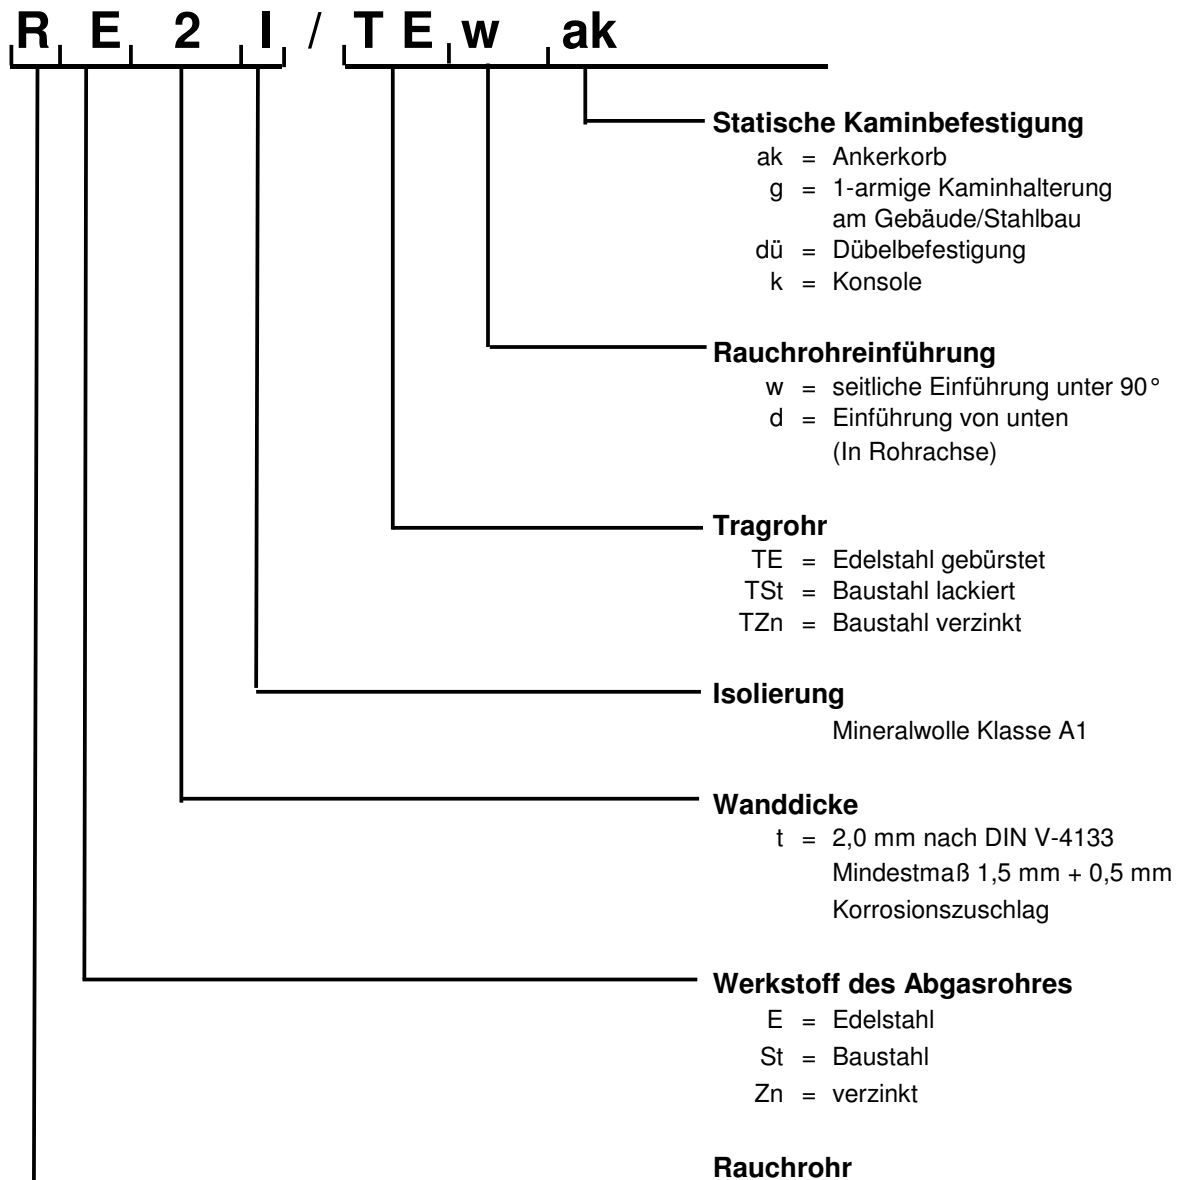 R E 2 I / T E w ak
Statische Kaminbefestigung
ak = Ankerkorb
g = 1-armige Kaminhalterung
am Gebäude/Stahlbau
dü = Dübelbefestigung
k = Konsole
Rauchrohreinführung
w = seitliche Einführung unter 90°
d = Einführung von unten
(In Rohrachse)
Tragrohr
TE = Edelstahl gebürstet
TSt = Baustahl lackiert
TZn = Baustahl verzinkt
Isolierung
Mineralwolle Klasse A1
Wanddicke
t = 2,0 mm nach DIN V-4133
Mindestmaß 1,5 mm + 0,5 mm
Korrosionszuschlag
Werkstoff des Abgasrohres
E = Edelstahl
St = Baustahl
Zn = verzinkt
Rauchrohr